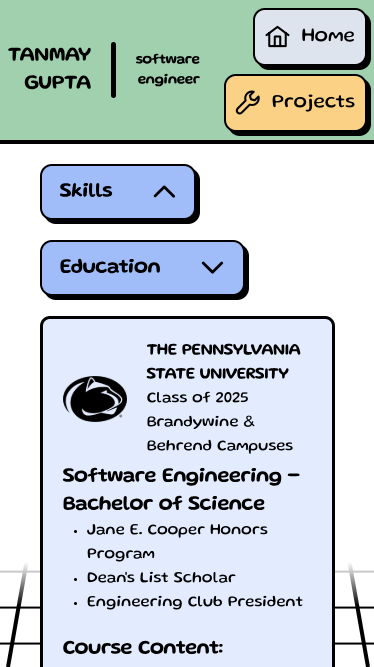 TANMAY
GUPTA
software
engineer
Home
Projects
Skills
Education
THE PENNSYLVANIA
STATE UNIVERSITY
Class of 2025
Brandywine &
Behrend Campuses
Software Engineering –
Bachelor of Science
• Jane E. Cooper Honors
Program
• Dean's List Scholar
• Engineering Club President
Course Content: